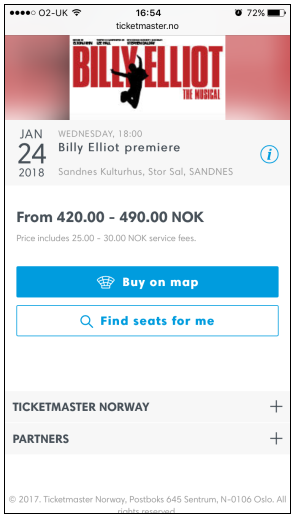 O2-UK 16:54 72%
ticketmaster.no
BILLY ELLIOT
THE MUSICAL
JAN
24
2018
WEDNESDAY, 18:00
Billy Elliot premiere
Sandnes Kulturhus, Stor Sal, SANDNES
From 420.00 - 490.00 NOK
Price includes 25.00 - 30.00 NOK service fees.
Buy on map
Find seats for me
TICKETMASTER NORWAY
PARTNERS
© 2017. Ticketmaster Norway, Postboks 645 Sentrum, N-0106 Oslo. All
rights reserved